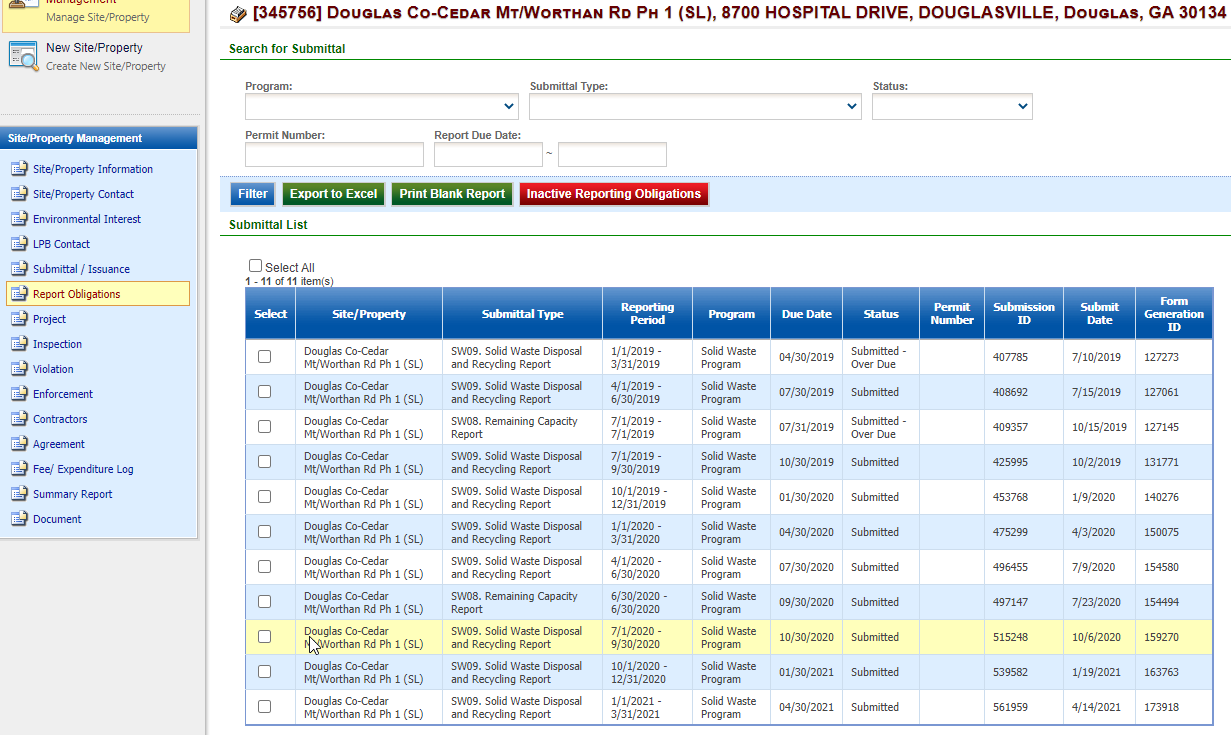 Management
Manage Site/Property
New Site/Property
Create New Site/Property
Site/Property Management
Site/Property Information
Site/Property Contact
Environmental Interest
LPB Contact
Submittal / Issuance
Report Obligations
Project
Inspection
Violation
Enforcement
Contractors
Agreement
Fee/ Expenditure Log
Summary Report
Document
[345756] Douglas Co-Cedar Mt/Worthan Rd Ph 1 (SL), 8700 HOSPITAL DRIVE, DOUGLASVILLE, Douglas, GA 30134
Search for Submittal
Program: Submittal Type: Status:
Permit Number: Report Due Date:
~
Filter Export to Excel Print Blank Report Inactive Reporting Obligations
Submittal List
Select All
1 - 11 of 11 item(s)
Select Site/Property Submittal Type Reporting Period Program Due Date Status Permit Number Submission ID Submit Date Form Generation ID
Douglas Co-Cedar SW09. Solid Waste Disposal 1/1/2019 - Solid Waste 04/30/2019 Submitted - 407785 7/10/2019 127273
Mt/Worthan Rd Ph 1 (SL) and Recycling Report 3/31/2019 Program Over Due
Douglas Co-Cedar SW09. Solid Waste Disposal 4/1/2019 - Solid Waste 07/30/2019 Submitted 408692 7/15/2019 127061
Mt/Worthan Rd Ph 1 (SL) and Recycling Report 6/30/2019 Program
Douglas Co-Cedar SW08. Remaining Capacity 7/1/2019 - Solid Waste 07/31/2019 Submitted - 409357 10/15/2019 127145
Mt/Worthan Rd Ph 1 (SL) Report 7/1/2019 Program Over Due
Douglas Co-Cedar SW09. Solid Waste Disposal 7/1/2019 - Solid Waste 10/30/2019 Submitted 425995 10/2/2019 131771
Mt/Worthan Rd Ph 1 (SL) and Recycling Report 9/30/2019 Program
Douglas Co-Cedar SW09. Solid Waste Disposal 10/1/2019 - Solid Waste 01/30/2020 Submitted 453768 1/9/2020 140276
Mt/Worthan Rd Ph 1 (SL) and Recycling Report 12/31/2019 Program
Douglas Co-Cedar SW09. Solid Waste Disposal 1/1/2020 - Solid Waste 04/30/2020 Submitted 475299 4/3/2020 150075
Mt/Worthan Rd Ph 1 (SL) and Recycling Report 3/31/2020 Program
Douglas Co-Cedar SW09. Solid Waste Disposal 4/1/2020 - Solid Waste 07/30/2020 Submitted 496455 7/9/2020 154580
Mt/Worthan Rd Ph 1 (SL) and Recycling Report 6/30/2020 Program
Douglas Co-Cedar SW08. Remaining Capacity 6/30/2020 - Solid Waste 09/30/2020 Submitted 497147 7/23/2020 154494
Mt/Worthan Rd Ph 1 (SL) Report 6/30/2020 Program
Douglas Co-Cedar SW09. Solid Waste Disposal 7/1/2020 - Solid Waste 10/30/2020 Submitted 515248 10/6/2020 159270
Mt/Worthan Rd Ph 1 (SL) and Recycling Report 9/30/2020 Program
Douglas Co-Cedar SW09. Solid Waste Disposal 10/1/2020 - Solid Waste 01/30/2021 Submitted 539582 1/19/2021 163763
Mt/Worthan Rd Ph 1 (SL) and Recycling Report 12/31/2020 Program
Douglas Co-Cedar SW09. Solid Waste Disposal 1/1/2021 - Solid Waste 04/30/2021 Submitted 561959 4/14/2021 173918
Mt/Worthan Rd Ph 1 (SL) and Recycling Report 3/31/2021 Program